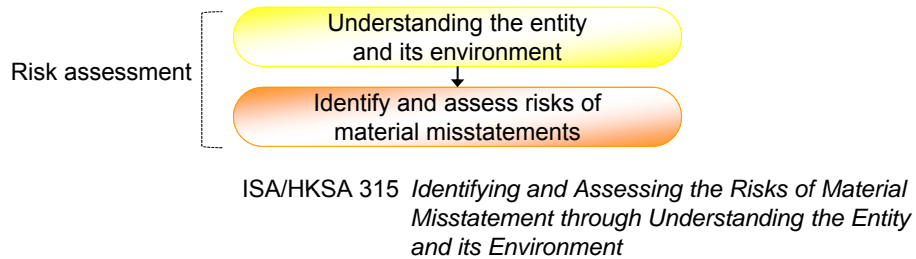 Understanding the entity
and its environment
Risk assessment
Identify and assess risks of
material misstatements
ISA/HKSA 315 Identifying and Assessing the Risks of Material
Misstatement through Understanding the Entity
and its Environment